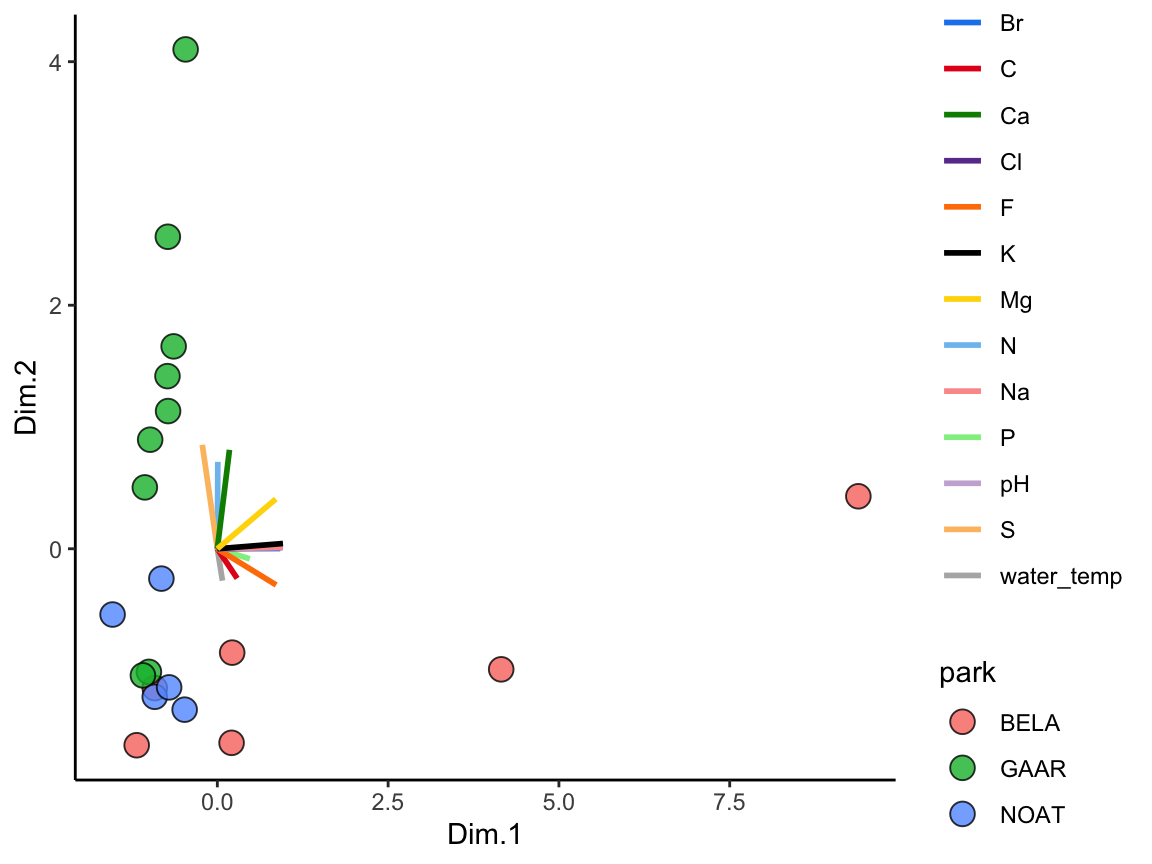 4
2
0
Dim.2
0.0 2.5 5.0 7.5
Dim.1
Br
C
Ca
Cl
F
K
Mg
N
Na
P
pH
S
water_temp
park
BELA
GAAR
NOAT